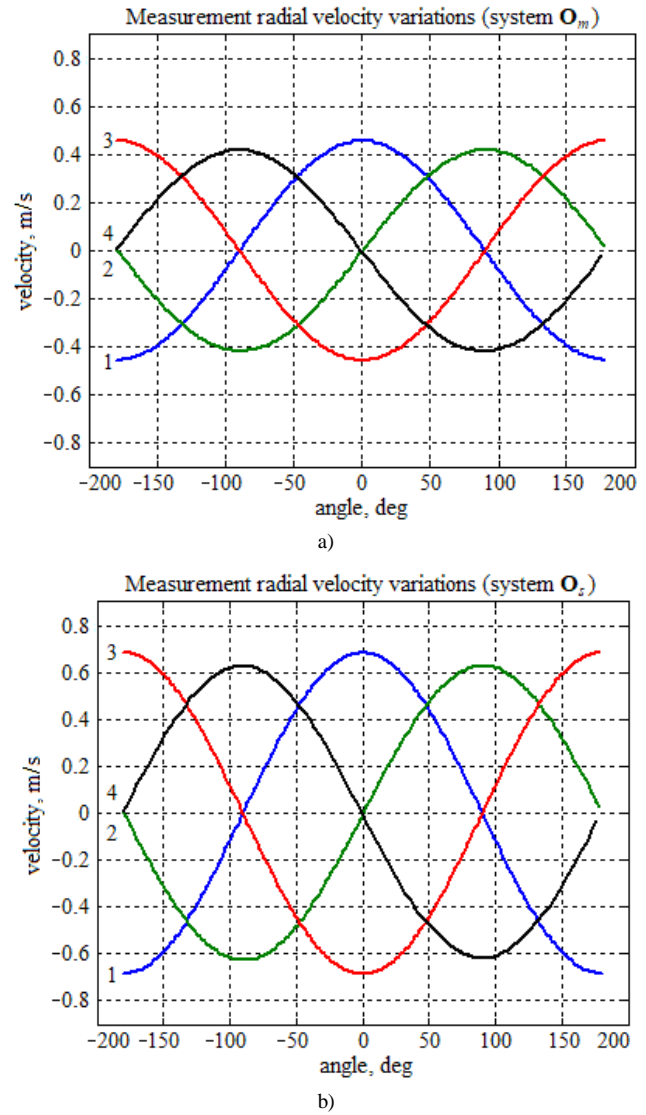 Measurement radial velocity variations (system O_m)
0.8
0.6
0.4
0.2
0
−0.2
−0.4
−0.6
−0.8
3
4
2
1
velocity, m/s
−200 −150 −100 −50 0 50 100 150 200
angle, deg
a)
Measurement radial velocity variations (system O_s)
0.8
0.6
0.4
0.2
0
−0.2
−0.4
−0.6
−0.8
3
4
2
1
velocity, m/s
−200 −150 −100 −50 0 50 100 150 200
angle, deg
b)